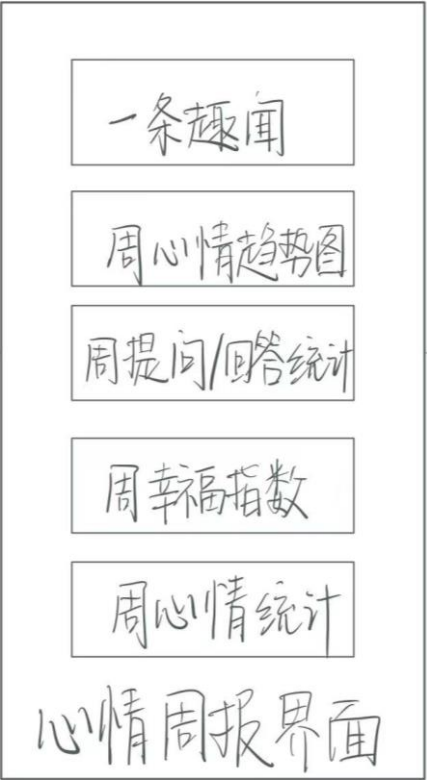 一条趣闻
周心情趋势图
周提问/回答统计
周幸福指数
周心情统计
心情周报界面